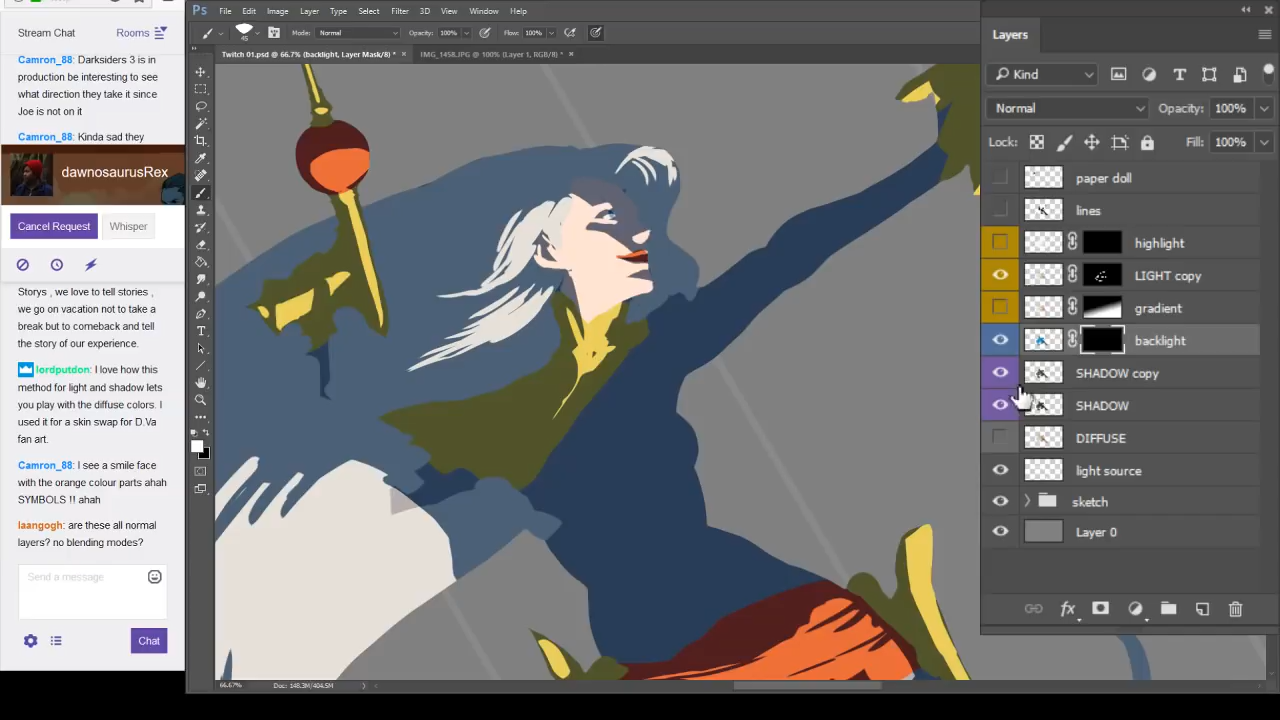 Stream Chat
Rooms
Camron_88: Darksiders 3 is in
production be interesting to see
what direction they take it since
Joe is not on it
Camron_88: Kinda sad they
dawnosaurusRex
Cancel Request
Whisper
Storys , we love to tell stories ,
we go on vacation not to take a
break but to comeback and tell
the story of our experience.
lordputdon: I love how this
method for light and shadow lets
you play with the diffuse colors. I
used it for a skin swap for D.Va
fan art.
Camron_88: I see a smile face
with the orange colour parts ahah
SYMBOLS !! ahah
laangogh: are these all normal
layers? no blending modes?
Send a message
Chat
Ps File Edit Image Layer Type Select Filter 3D View Window Help
45 Mode: Normal Opacity: 100% Flow: 100%
Twitch 01.psd @ 66.7% (backlight, Layer Mask/8) * × IMG_1458.JPG @ 100% (Layer 1, RGB/8) * ×
66.67% Doc: 148.3M/404.5M
Layers
Kind
Normal Opacity: 100%
Lock: Fill: 100%
paper doll
lines
highlight
LIGHT copy
gradient
backlight
SHADOW copy
SHADOW
DIFFUSE
light source
sketch
Layer 0
fx